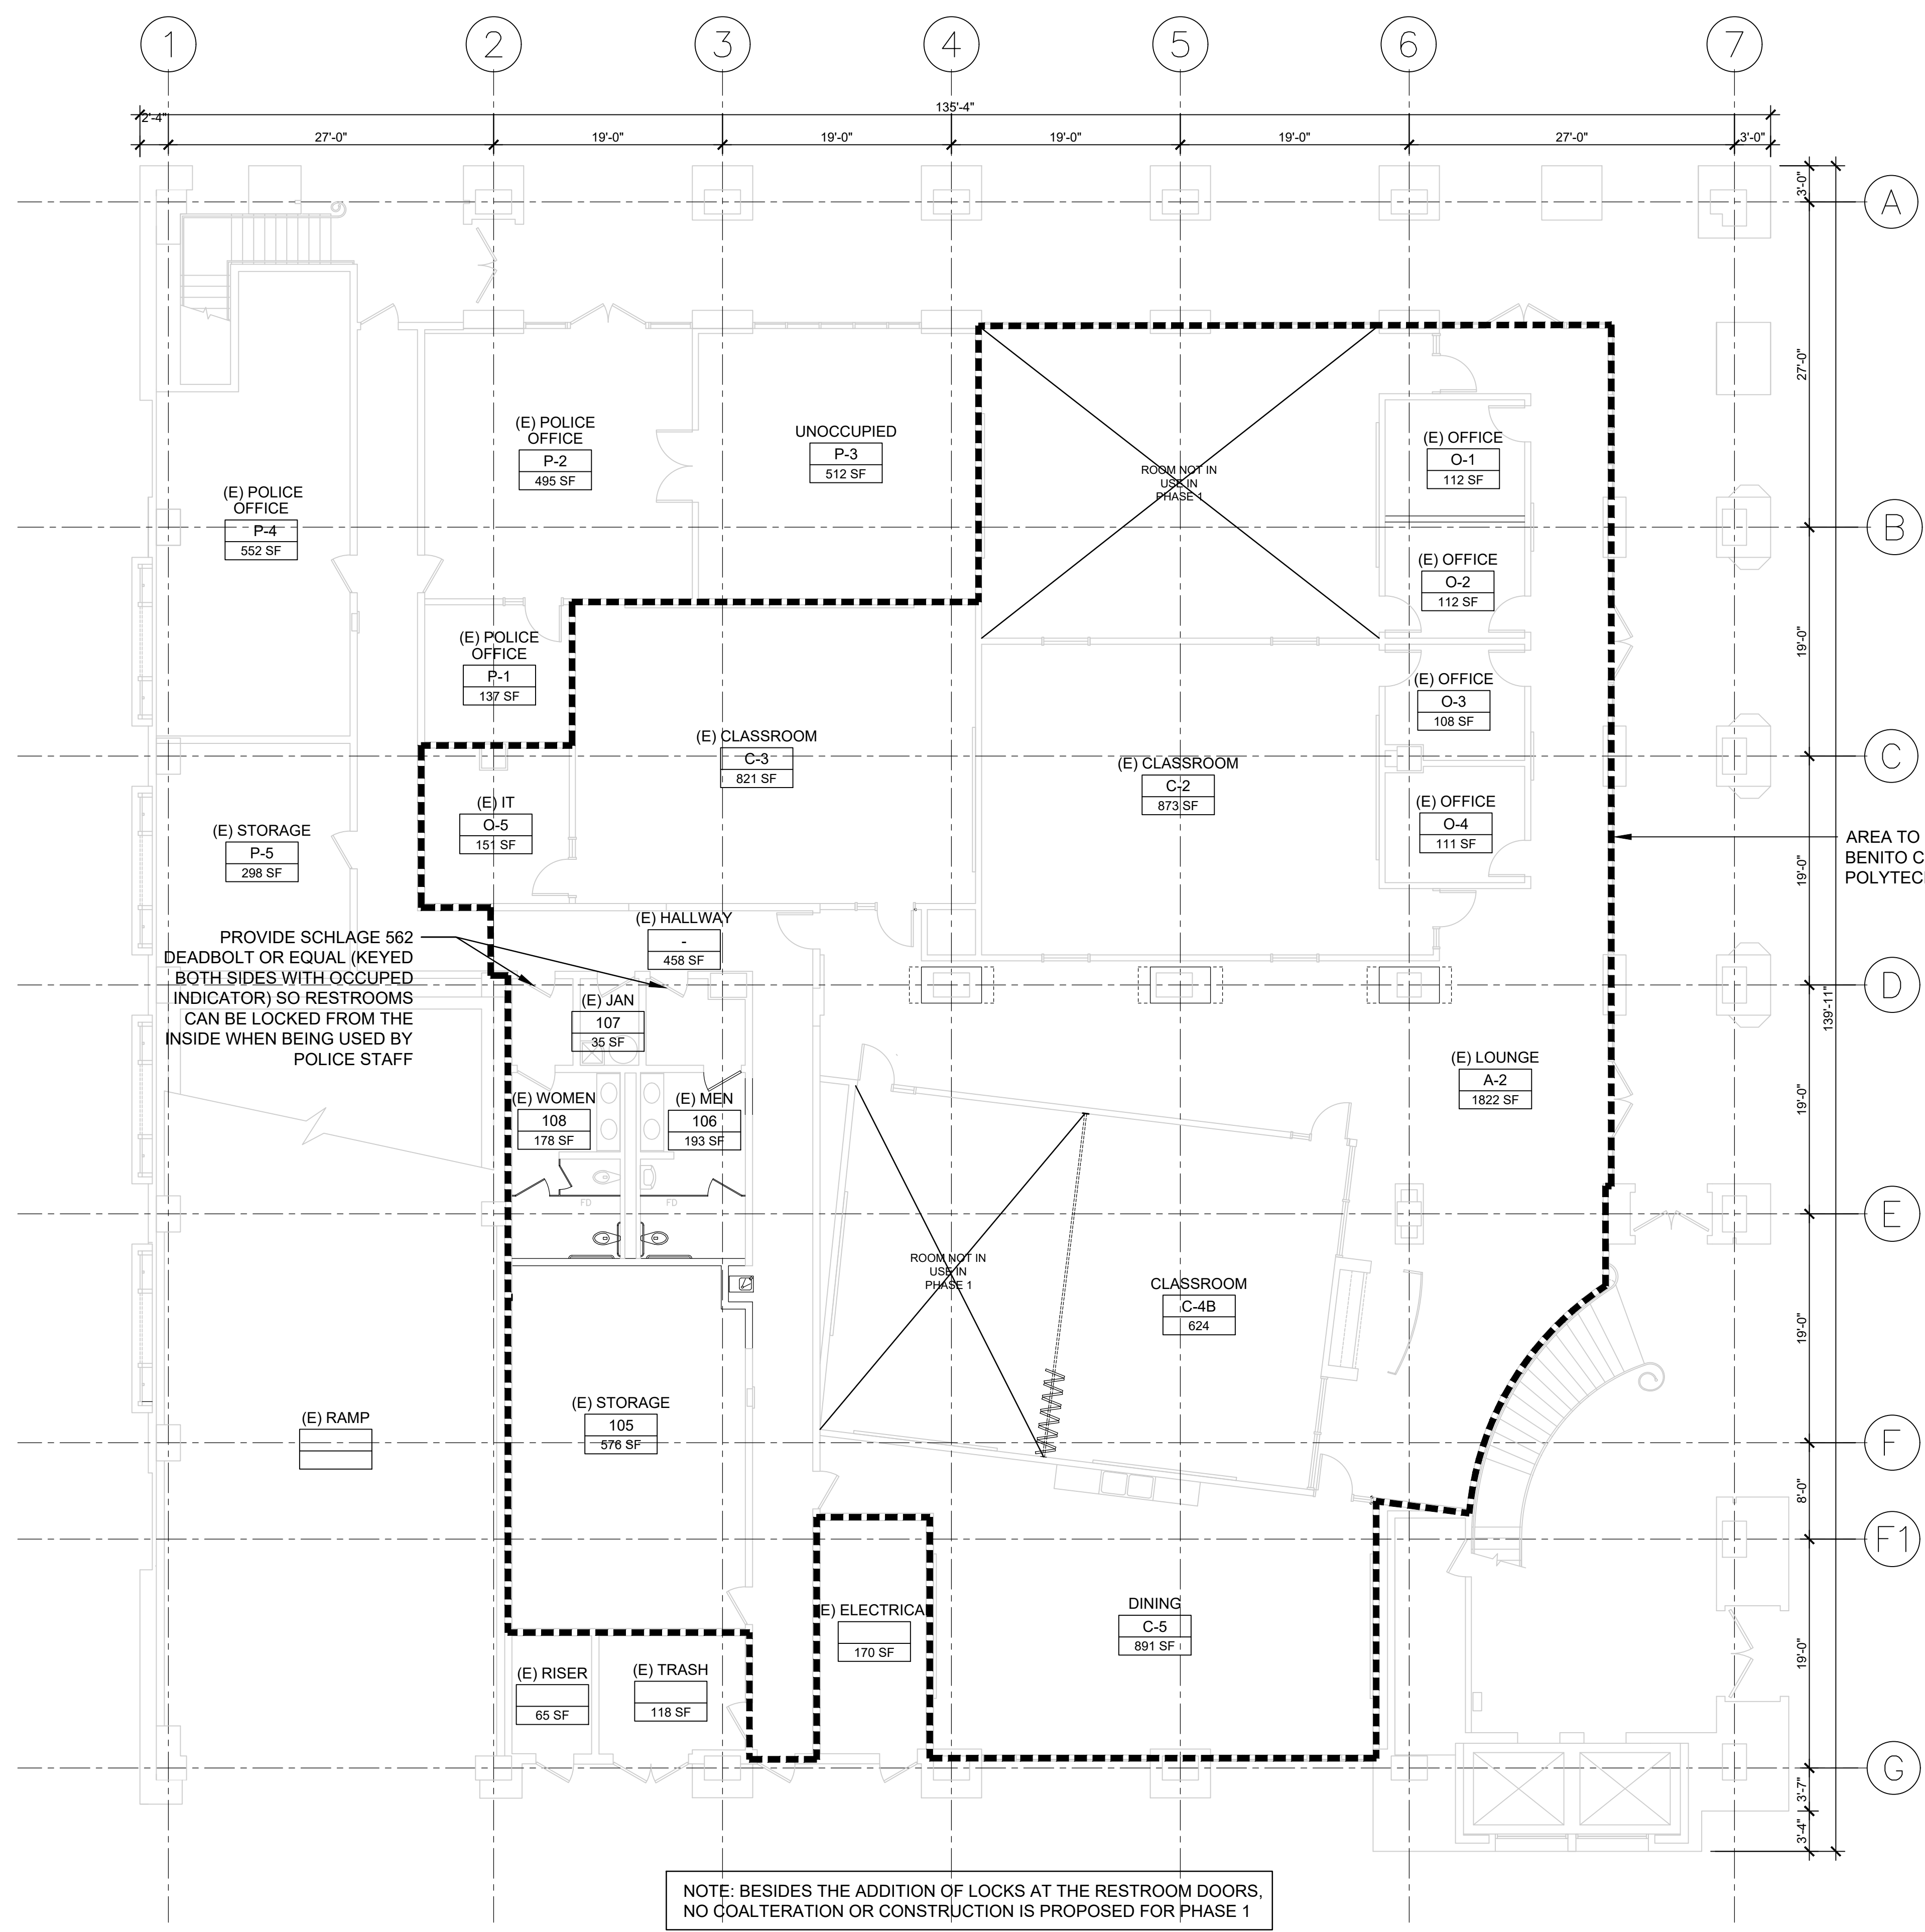 1
2
3
4
5
6
7
135'-4"
2'-4"
27'-0"
19'-0"
19'-0"
19'-0"
19'-0"
27'-0"
3'-0"
3'-0"
A
27'-0"
B
19'-0"
C
19'-0"
D
139'-11"
19'-0"
E
19'-0"
F
8'-0"
F1
19'-0"
G
3'-7"
3'-4"
(E) POLICE
OFFICE
P-2
495 SF
UNOCCUPIED
P-3
512 SF
ROOM NOT IN
USE IN
PHASE 1
(E) OFFICE
O-1
112 SF
(E) POLICE
OFFICE
P-4
552 SF
(E) OFFICE
O-2
112 SF
(E) POLICE
OFFICE
P-1
137 SF
(E) OFFICE
O-3
108 SF
(E) CLASSROOM
C-3
821 SF
(E) CLASSROOM
C-2
873 SF
(E) OFFICE
O-4
111 SF
(E) IT
O-5
151 SF
(E) STORAGE
P-5
298 SF
AREA TO
BENITO C
POLYTEC
(E) HALLWAY
-
458 SF
PROVIDE SCHLAGE 562
DEADBOLT OR EQUAL (KEYED
BOTH SIDES WITH OCCUPED
INDICATOR) SO RESTROOMS
CAN BE LOCKED FROM THE
INSIDE WHEN BEING USED BY
POLICE STAFF
(E) JAN
107
35 SF
(E) LOUNGE
A-2
1822 SF
(E) WOMEN
108
178 SF
(E) MEN
106
193 SF
FD
FD
ROOM NOT IN
USE IN
PHASE 1
CLASSROOM
C-4B
624
(E) STORAGE
105
576 SF
(E) RAMP
(E) ELECTRICA
170 SF
DINING
C-5
891 SF
(E) RISER
65 SF
(E) TRASH
118 SF
NOTE: BESIDES THE ADDITION OF LOCKS AT THE RESTROOM DOORS,
NO COALTERATION OR CONSTRUCTION IS PROPOSED FOR PHASE 1